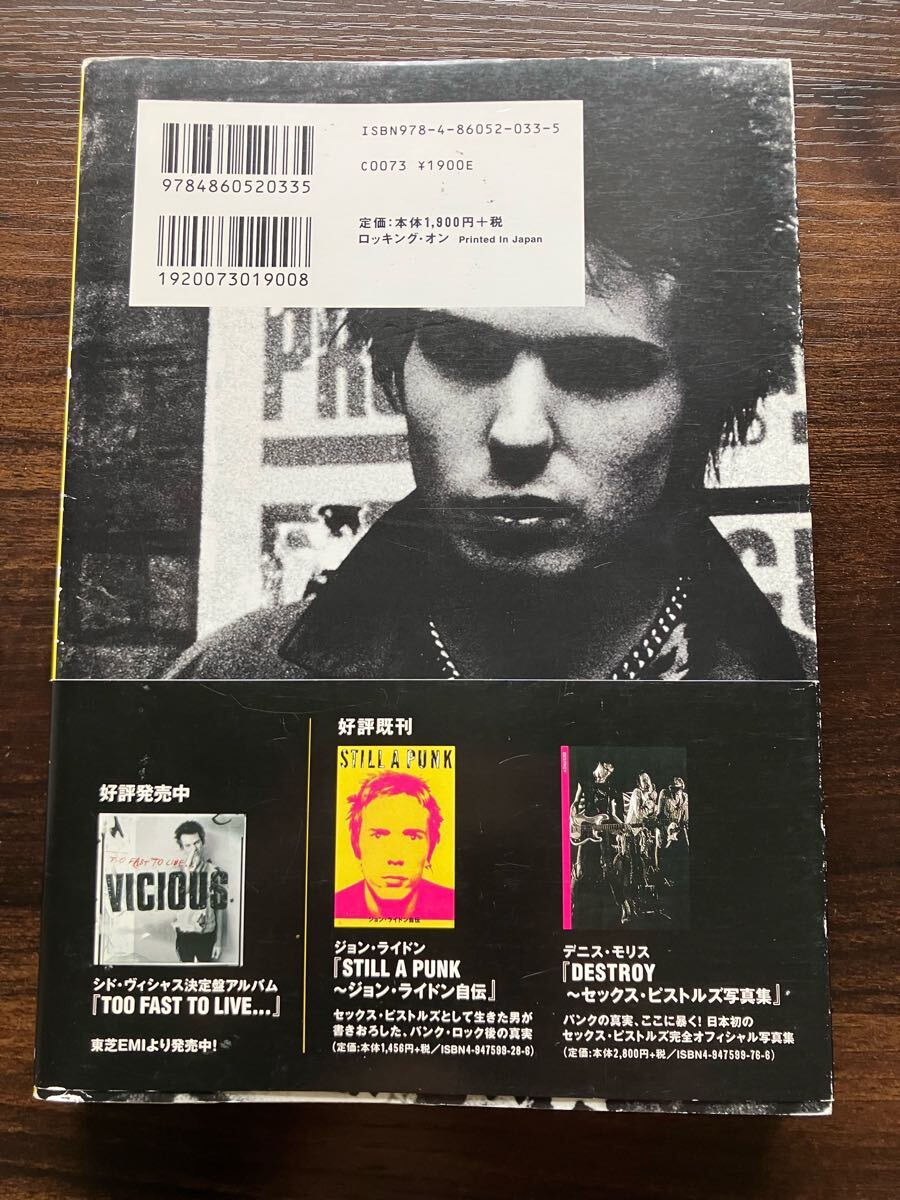 ISBN978-4-86052-033-5
9784860520335
C0073 ¥1900E
定価：本体1,900円＋税
ロッキング・オン Printed In Japan
1920073019008
PR
好評発売中
TOO FAST TO LIVE...
VICIOUS
シド・ヴィシャス決定盤アルバム
『TOO FAST TO LIVE...』
東芝EMIより発売中！
好評既刊
STILL A PUNK
ジョン・ライドン自伝
ジョン・ライドン
『STILL A PUNK
～ジョン・ライドン自伝』
セックス・ピストルズとして生きた男が
書きおろした、パンク・ロック後の真実
(定価：本体1,456円＋税／ISBN4-947599-28-6)
DESTROY
デニス・モリス
『DESTROY
～セックス・ピストルズ写真集』
パンクの真実、ここに暴く！日本初の
セックス・ピストルズ完全オフィシャル写真集
(定価：本体2,800円＋税／ISBN4-947599-76-6)